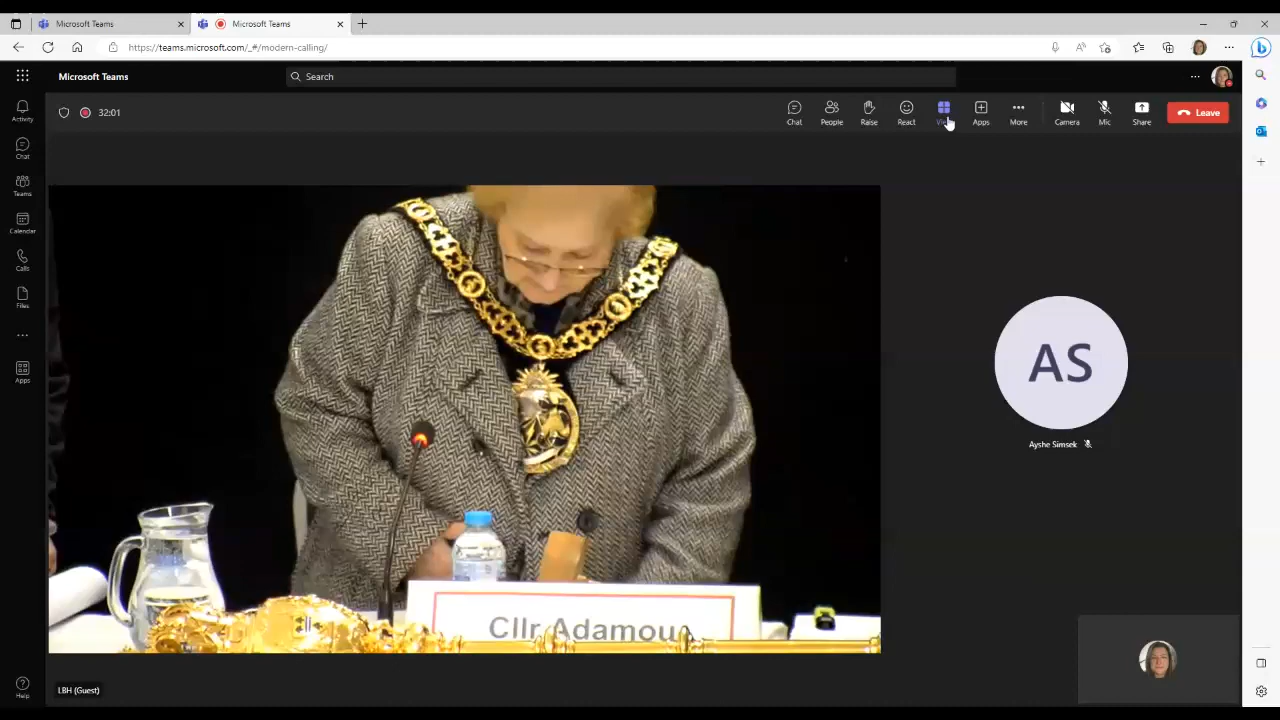 Microsoft Teams
Microsoft Teams
https://teams.microsoft.com/_#/modern-calling/
Microsoft Teams
Search
32:01
Chat
People
Raise
React
Apps
More
Camera
Mic
Share
Leave
Activity
Chat
Teams
Calendar
Calls
Files
Apps
Help
AS
Ayshe Simsek
Cllr Adamou
LBH (Guest)